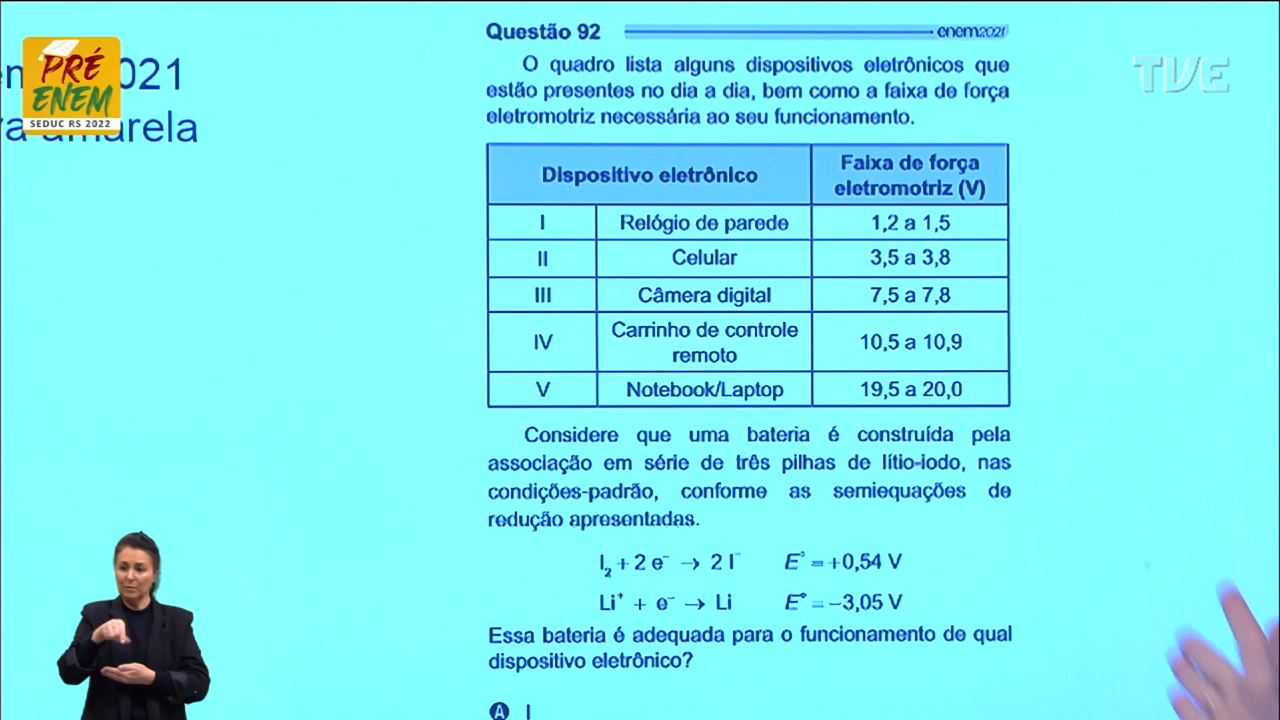 PRÉ
ENEM
SEDUC RS 2022
021
arela
TVE
Questão 92
enem2021
O quadro lista alguns dispositivos eletrônicos que
estão presentes no dia a dia, bem como a faixa de força
eletromotriz necessária ao seu funcionamento.
Dispositivo eletrônico
Faixa de força
eletromotriz (V)
I Relógio de parede 1,2 a 1,5
II Celular 3,5 a 3,8
III Câmera digital 7,5 a 7,8
IV Carrinho de controle
remoto 10,5 a 10,9
V Notebook/Laptop 19,5 a 20,0
Considere que uma bateria é construída pela
associação em série de três pilhas de lítio-iodo, nas
condições-padrão, conforme as semiequações de
redução apresentadas.
I₂ + 2 e⁻ → 2 I⁻ E° = +0,54 V
Li⁺ + e⁻ → Li E° = −3,05 V
Essa bateria é adequada para o funcionamento de qual
dispositivo eletrônico?
A I